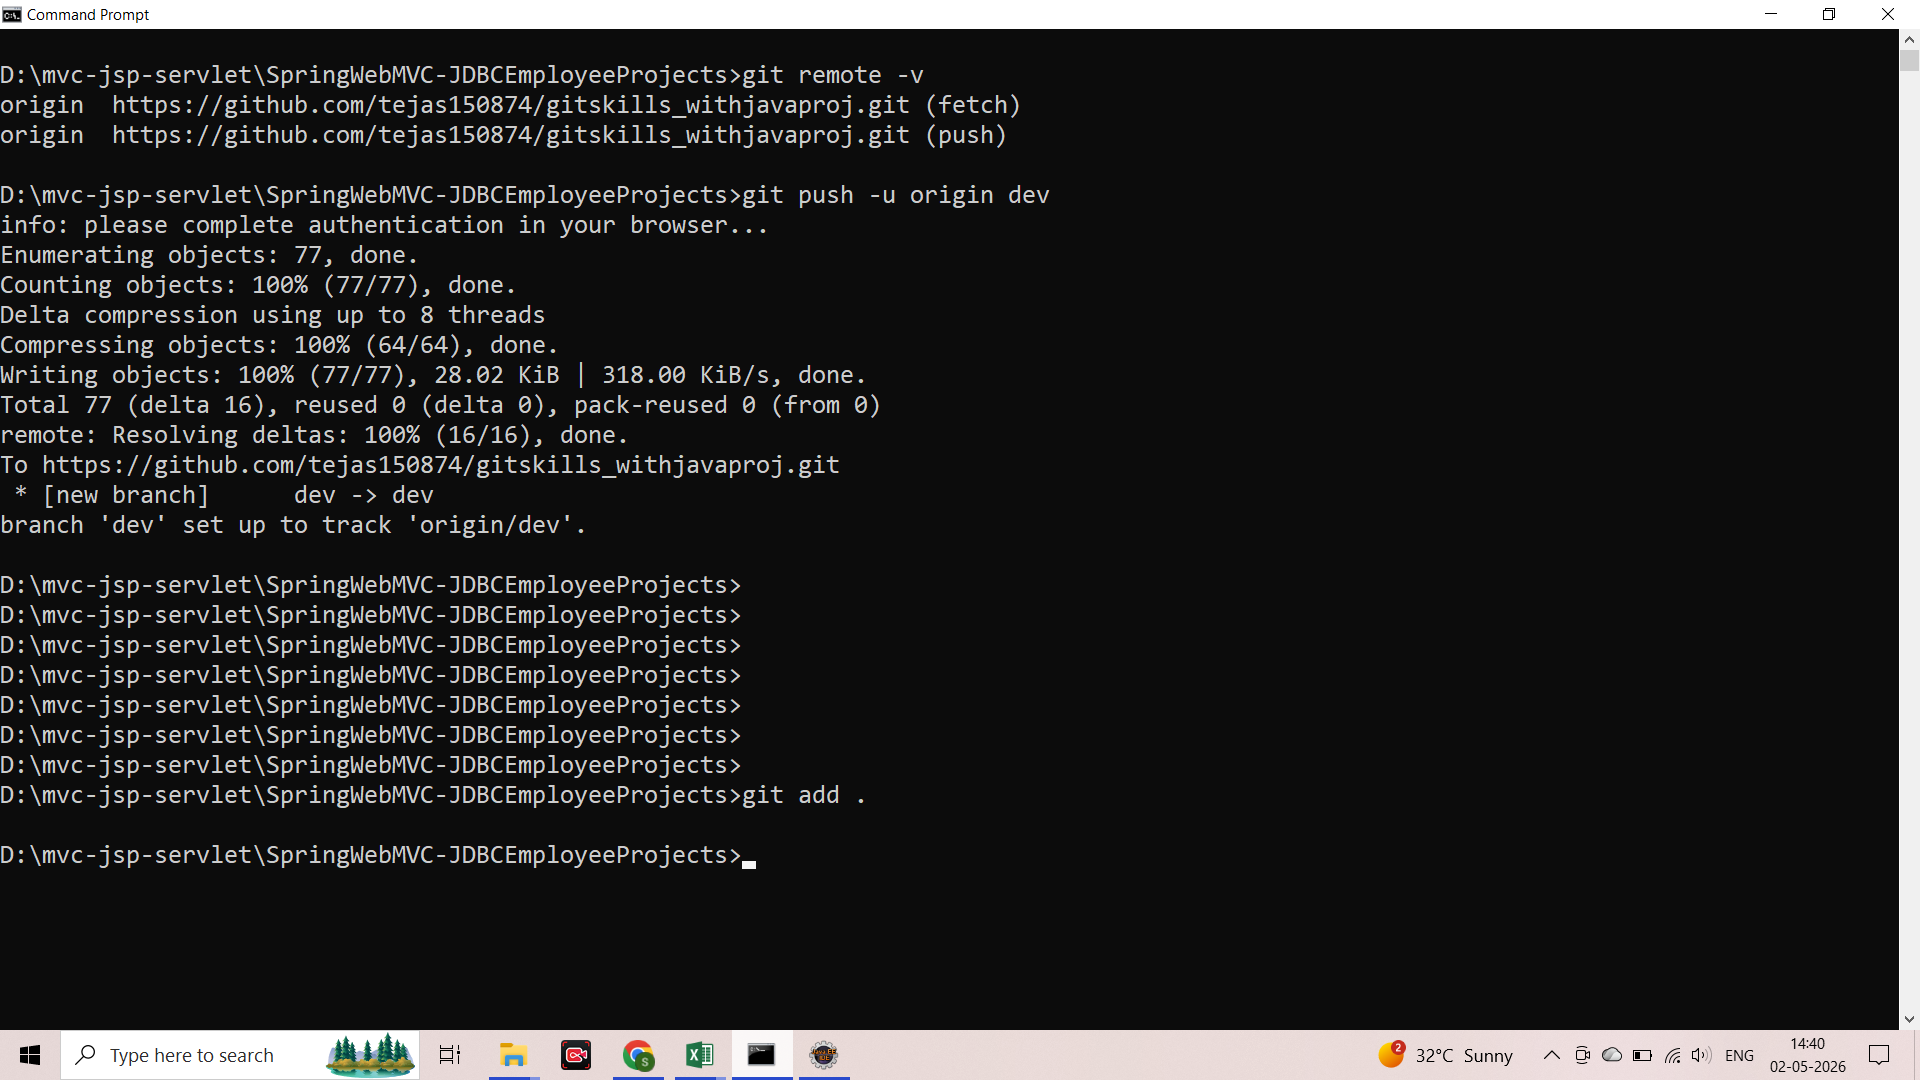 Command Prompt
D:\mvc-jsp-servlet\SpringWebMVC-JDBCEmployeeProjects>git remote -v
origin  https://github.com/tejas150874/gitskills_withjavaproj.git (fetch)
origin  https://github.com/tejas150874/gitskills_withjavaproj.git (push)
D:\mvc-jsp-servlet\SpringWebMVC-JDBCEmployeeProjects>git push -u origin dev
info: please complete authentication in your browser...
Enumerating objects: 77, done.
Counting objects: 100% (77/77), done.
Delta compression using up to 8 threads
Compressing objects: 100% (64/64), done.
Writing objects: 100% (77/77), 28.02 KiB | 318.00 KiB/s, done.
Total 77 (delta 16), reused 0 (delta 0), pack-reused 0 (from 0)
remote: Resolving deltas: 100% (16/16), done.
To https://github.com/tejas150874/gitskills_withjavaproj.git
 * [new branch]      dev -> dev
branch 'dev' set up to track 'origin/dev'.
D:\mvc-jsp-servlet\SpringWebMVC-JDBCEmployeeProjects>
D:\mvc-jsp-servlet\SpringWebMVC-JDBCEmployeeProjects>
D:\mvc-jsp-servlet\SpringWebMVC-JDBCEmployeeProjects>
D:\mvc-jsp-servlet\SpringWebMVC-JDBCEmployeeProjects>
D:\mvc-jsp-servlet\SpringWebMVC-JDBCEmployeeProjects>
D:\mvc-jsp-servlet\SpringWebMVC-JDBCEmployeeProjects>
D:\mvc-jsp-servlet\SpringWebMVC-JDBCEmployeeProjects>
D:\mvc-jsp-servlet\SpringWebMVC-JDBCEmployeeProjects>git add .
D:\mvc-jsp-servlet\SpringWebMVC-JDBCEmployeeProjects>
Type here to search
S
2
32°C Sunny
ENG
14:40
02-05-2026